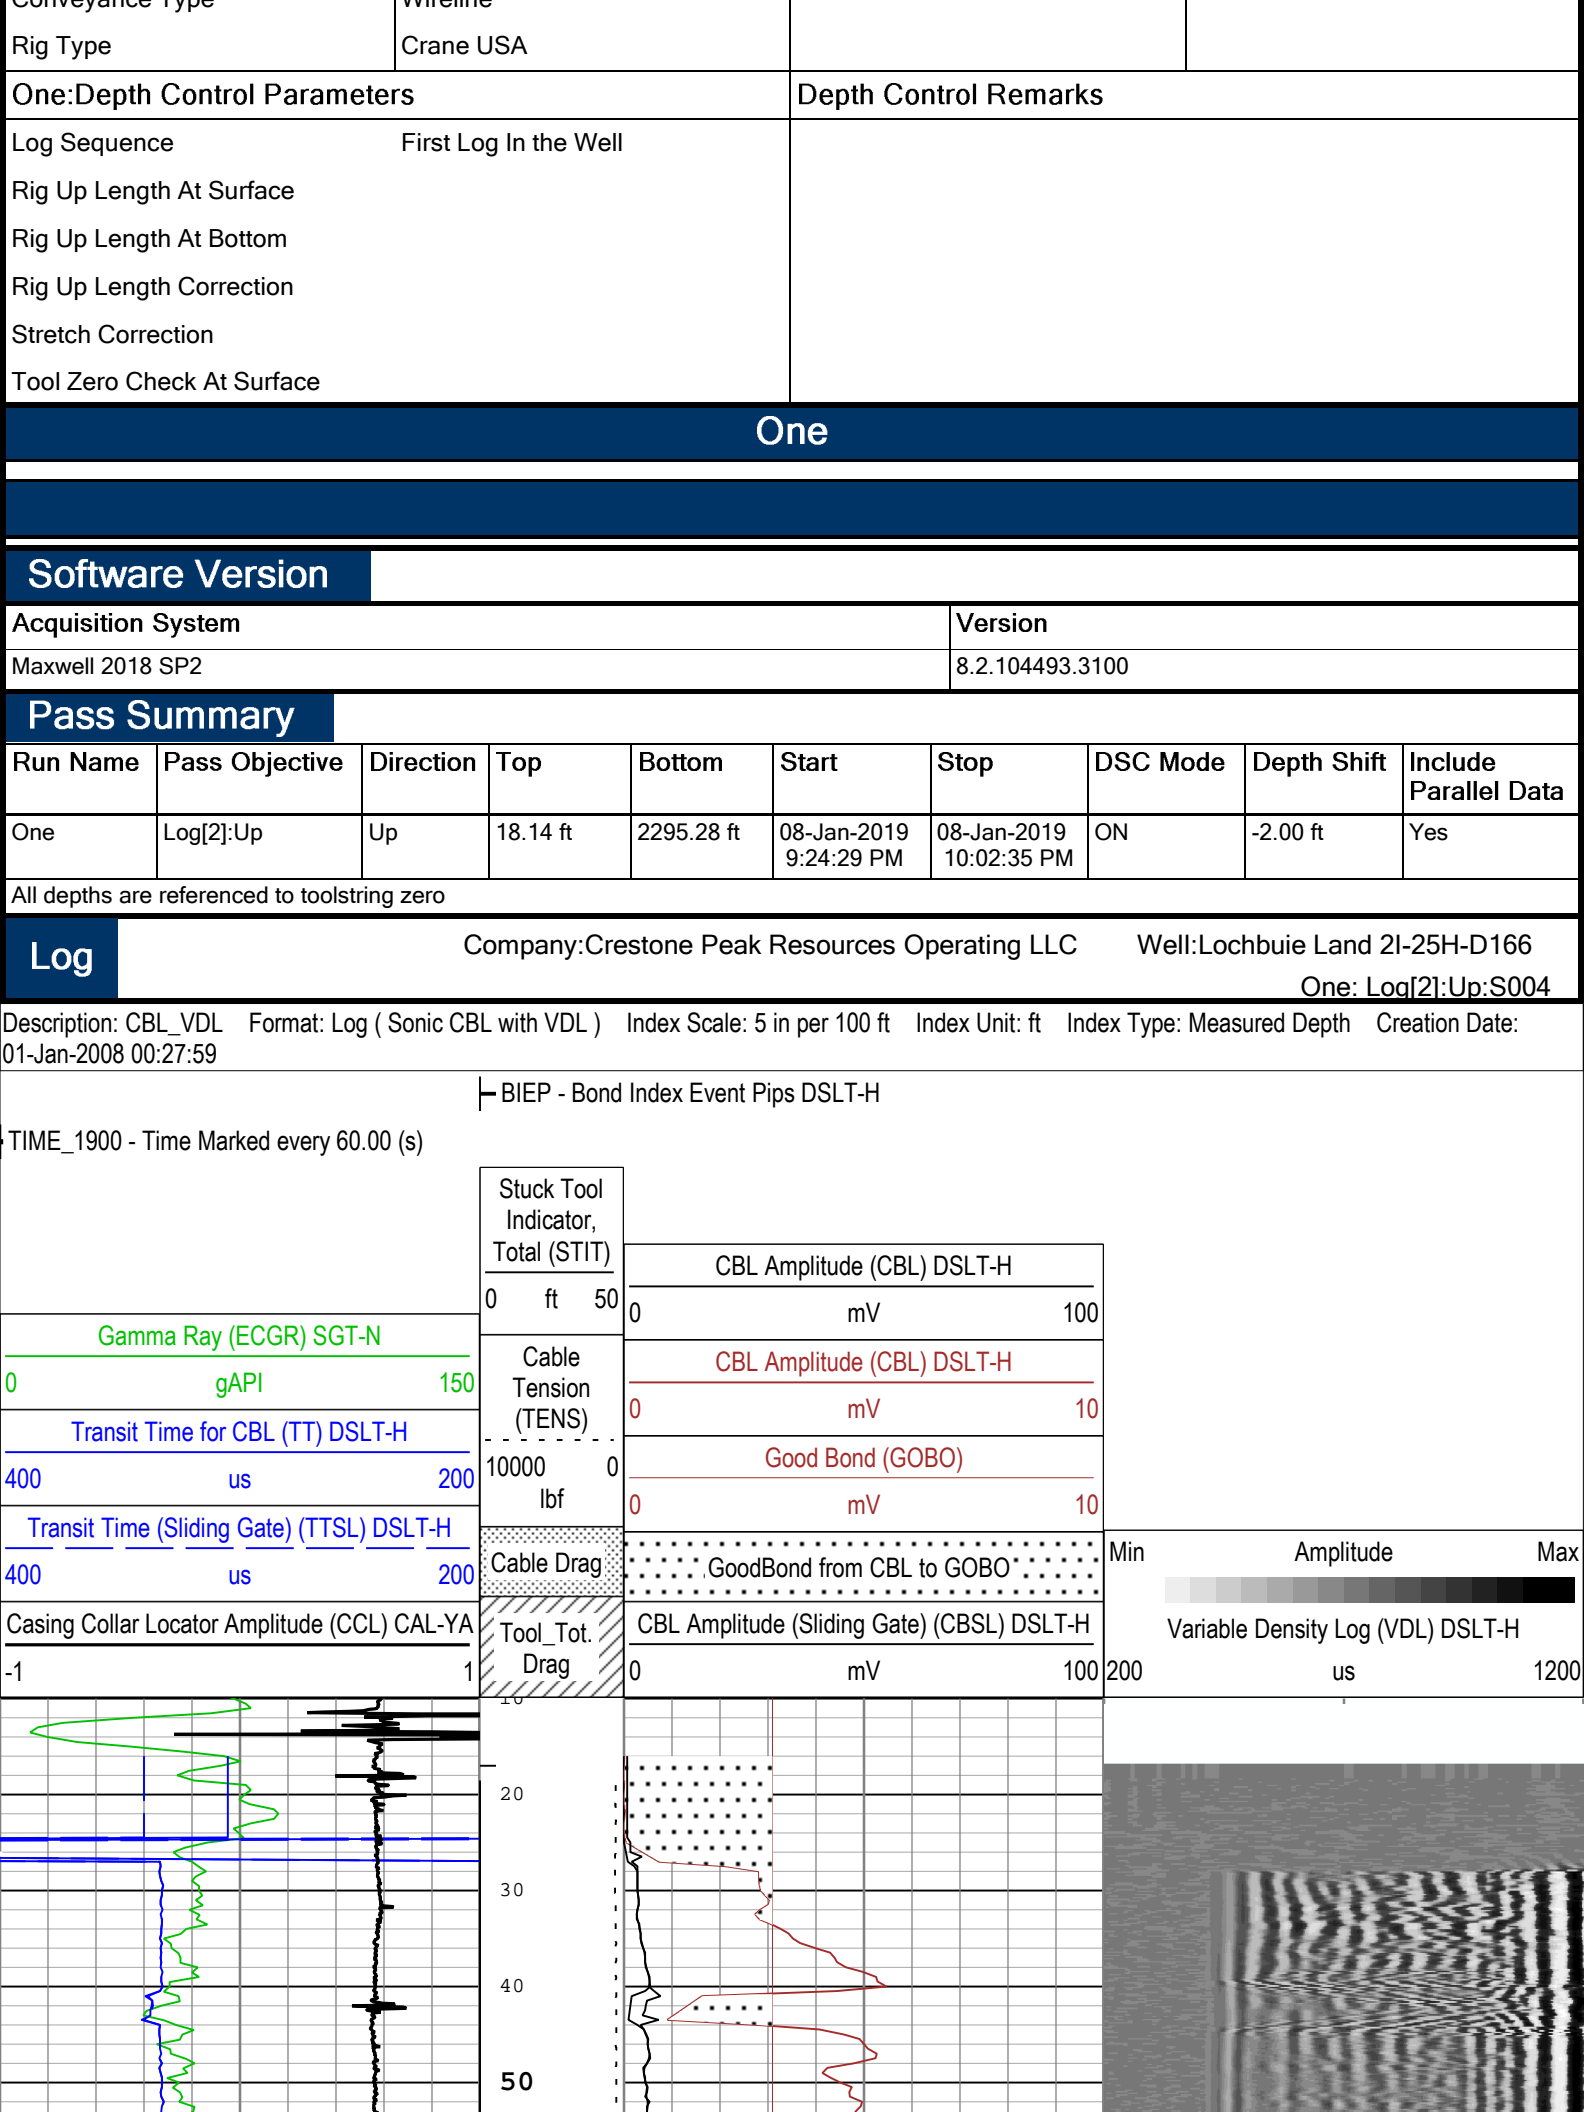 Conveyance Type Wireline
Rig Type Crane USA
One:Depth Control Parameters Depth Control Remarks
Log Sequence First Log In the Well
Rig Up Length At Surface
Rig Up Length At Bottom
Rig Up Length Correction
Stretch Correction
Tool Zero Check At Surface
One
Software Version
Acquisition System Version
Maxwell 2018 SP2 8.2.104493.3100
Pass Summary
Run Name Pass Objective Direction Top Bottom Start Stop DSC Mode Depth Shift Include
Parallel Data
One Log[2]:Up Up 18.14 ft 2295.28 ft 08-Jan-2019 08-Jan-2019 ON -2.00 ft Yes
9:24:29 PM 10:02:35 PM
All depths are referenced to toolstring zero
Log Company:Crestone Peak Resources Operating LLC Well:Lochbuie Land 2I-25H-D166
One: Log[2]:Up:S004
Description: CBL_VDL Format: Log ( Sonic CBL with VDL ) Index Scale: 5 in per 100 ft Index Unit: ft Index Type: Measured Depth Creation Date:
01-Jan-2008 00:27:59
BIEP - Bond Index Event Pips DSLT-H
TIME_1900 - Time Marked every 60.00 (s)
Gamma Ray (ECGR) SGT-N
0 gAPI 150
Transit Time for CBL (TT) DSLT-H
400 us 200
Transit Time (Sliding Gate) (TTSL) DSLT-H
400 us 200
Casing Collar Locator Amplitude (CCL) CAL-YA
-1 1
Stuck Tool
Indicator,
Total (STIT)
0 ft 50
Cable
Tension
(TENS)
10000 0
lbf
Cable Drag
Tool_Tot.
Drag
CBL Amplitude (CBL) DSLT-H
0 mV 100
CBL Amplitude (CBL) DSLT-H
0 mV 10
Good Bond (GOBO)
0 mV 10
GoodBond from CBL to GOBO
CBL Amplitude (Sliding Gate) (CBSL) DSLT-H
0 mV 100
Min Amplitude Max
Variable Density Log (VDL) DSLT-H
200 us 1200
10
20
30
40
50